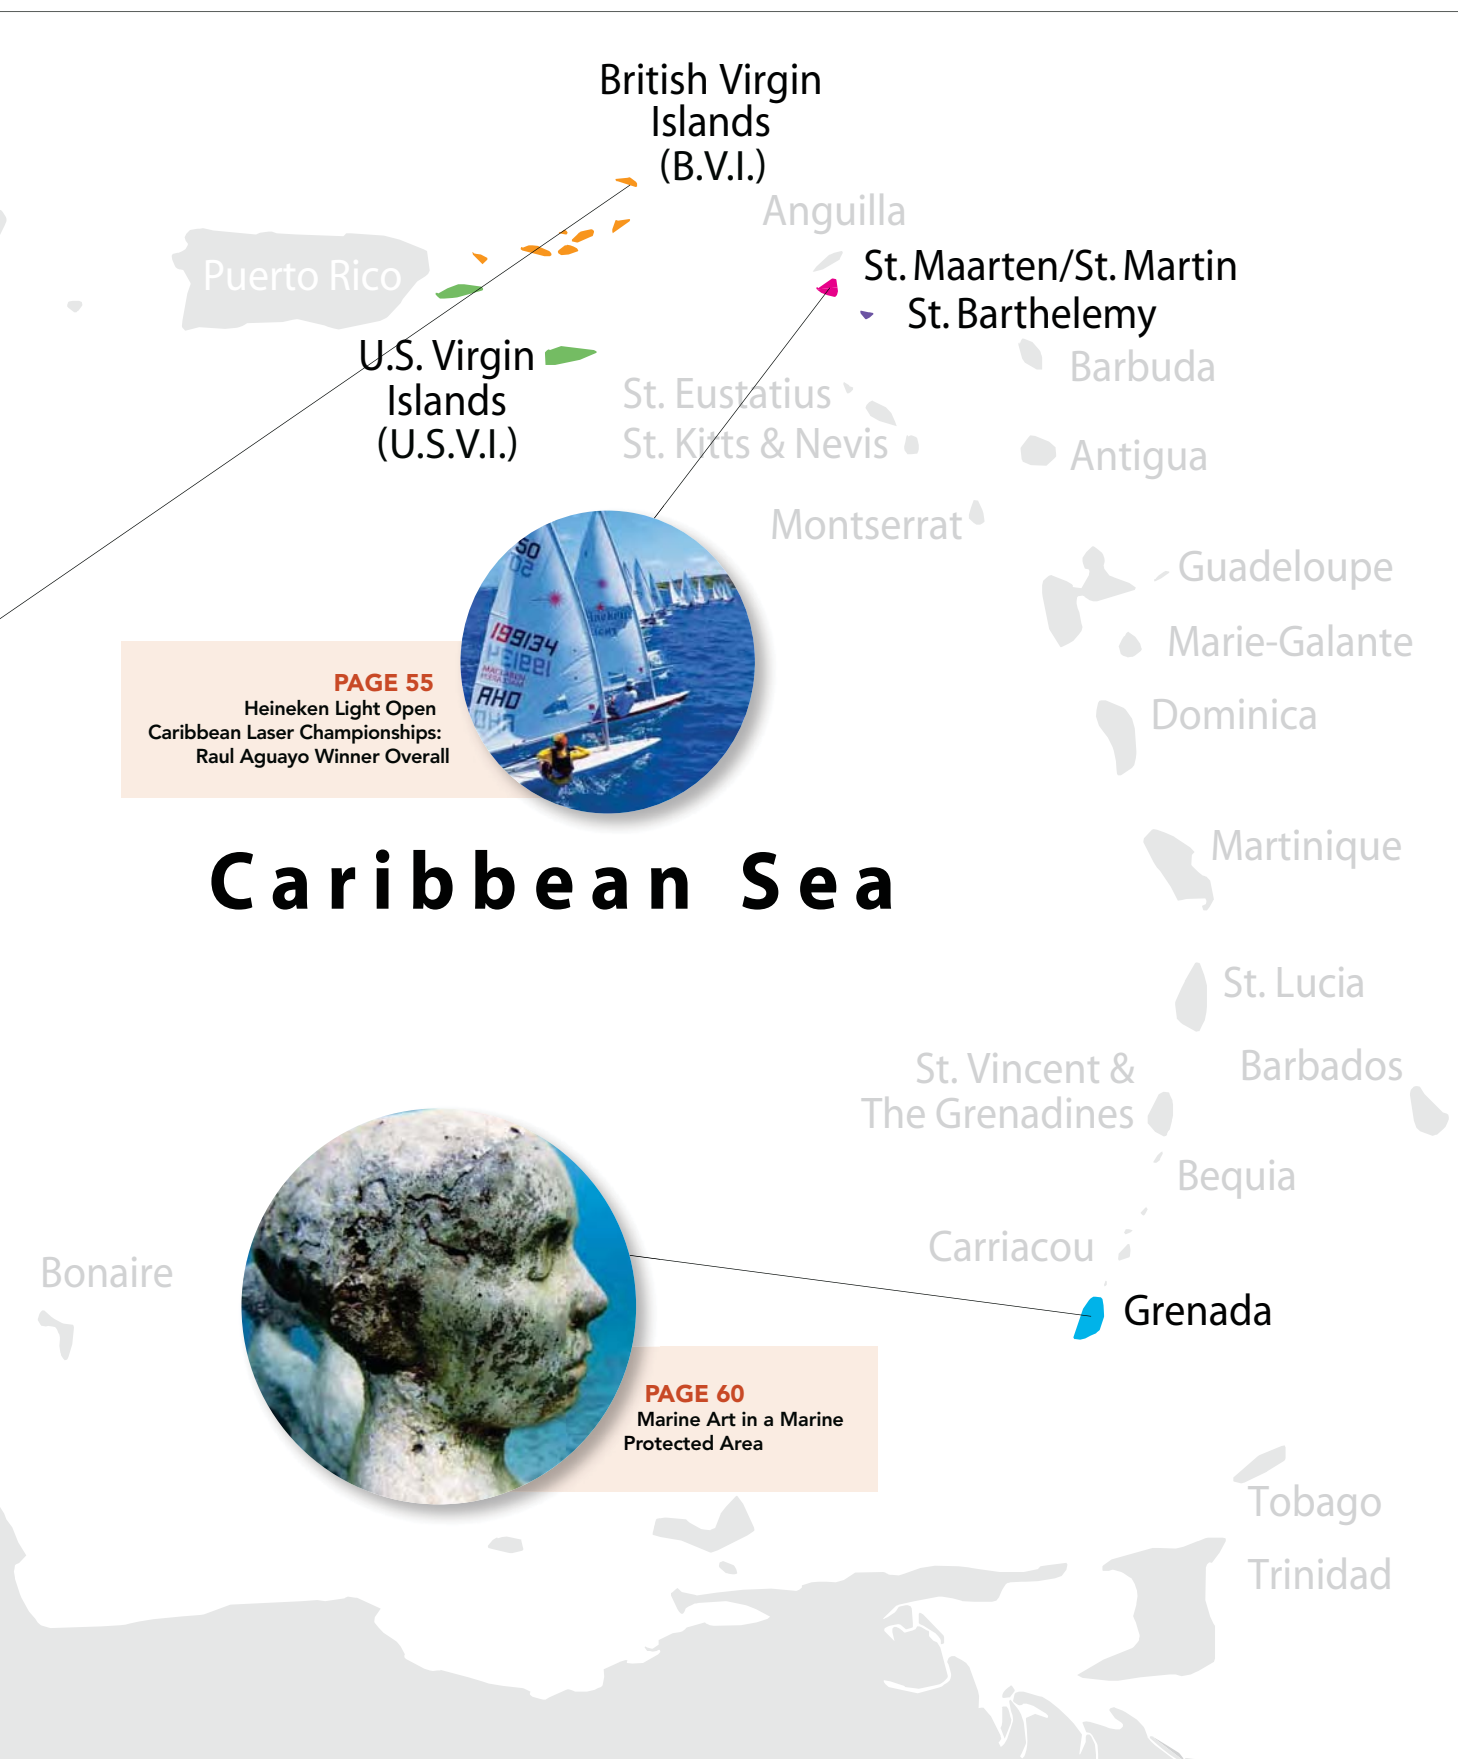 British Virgin
Islands
(B.V.I.)
Anguilla
St. Maarten/St. Martin
Puerto Rico
St. Barthelemy
U.S. Virgin
Islands
(U.S.V.I.)
Barbuda
St. Eustatius
St. Kitts & Nevis
Antigua
Montserrat
50
Guadeloupe
199134
Marie-Galante
AHO
PAGE 55
Heineken Light Open
Caribbean Laser Championships:
Raul Aguayo Winner Overall
Dominica
Martinique
Caribbean Sea
St. Lucia
St. Vincent &
The Grenadines
Barbados
Bequia
Carriacou
Bonaire
Grenada
PAGE 60
Marine Art in a Marine
Protected Area
Tobago
Trinidad